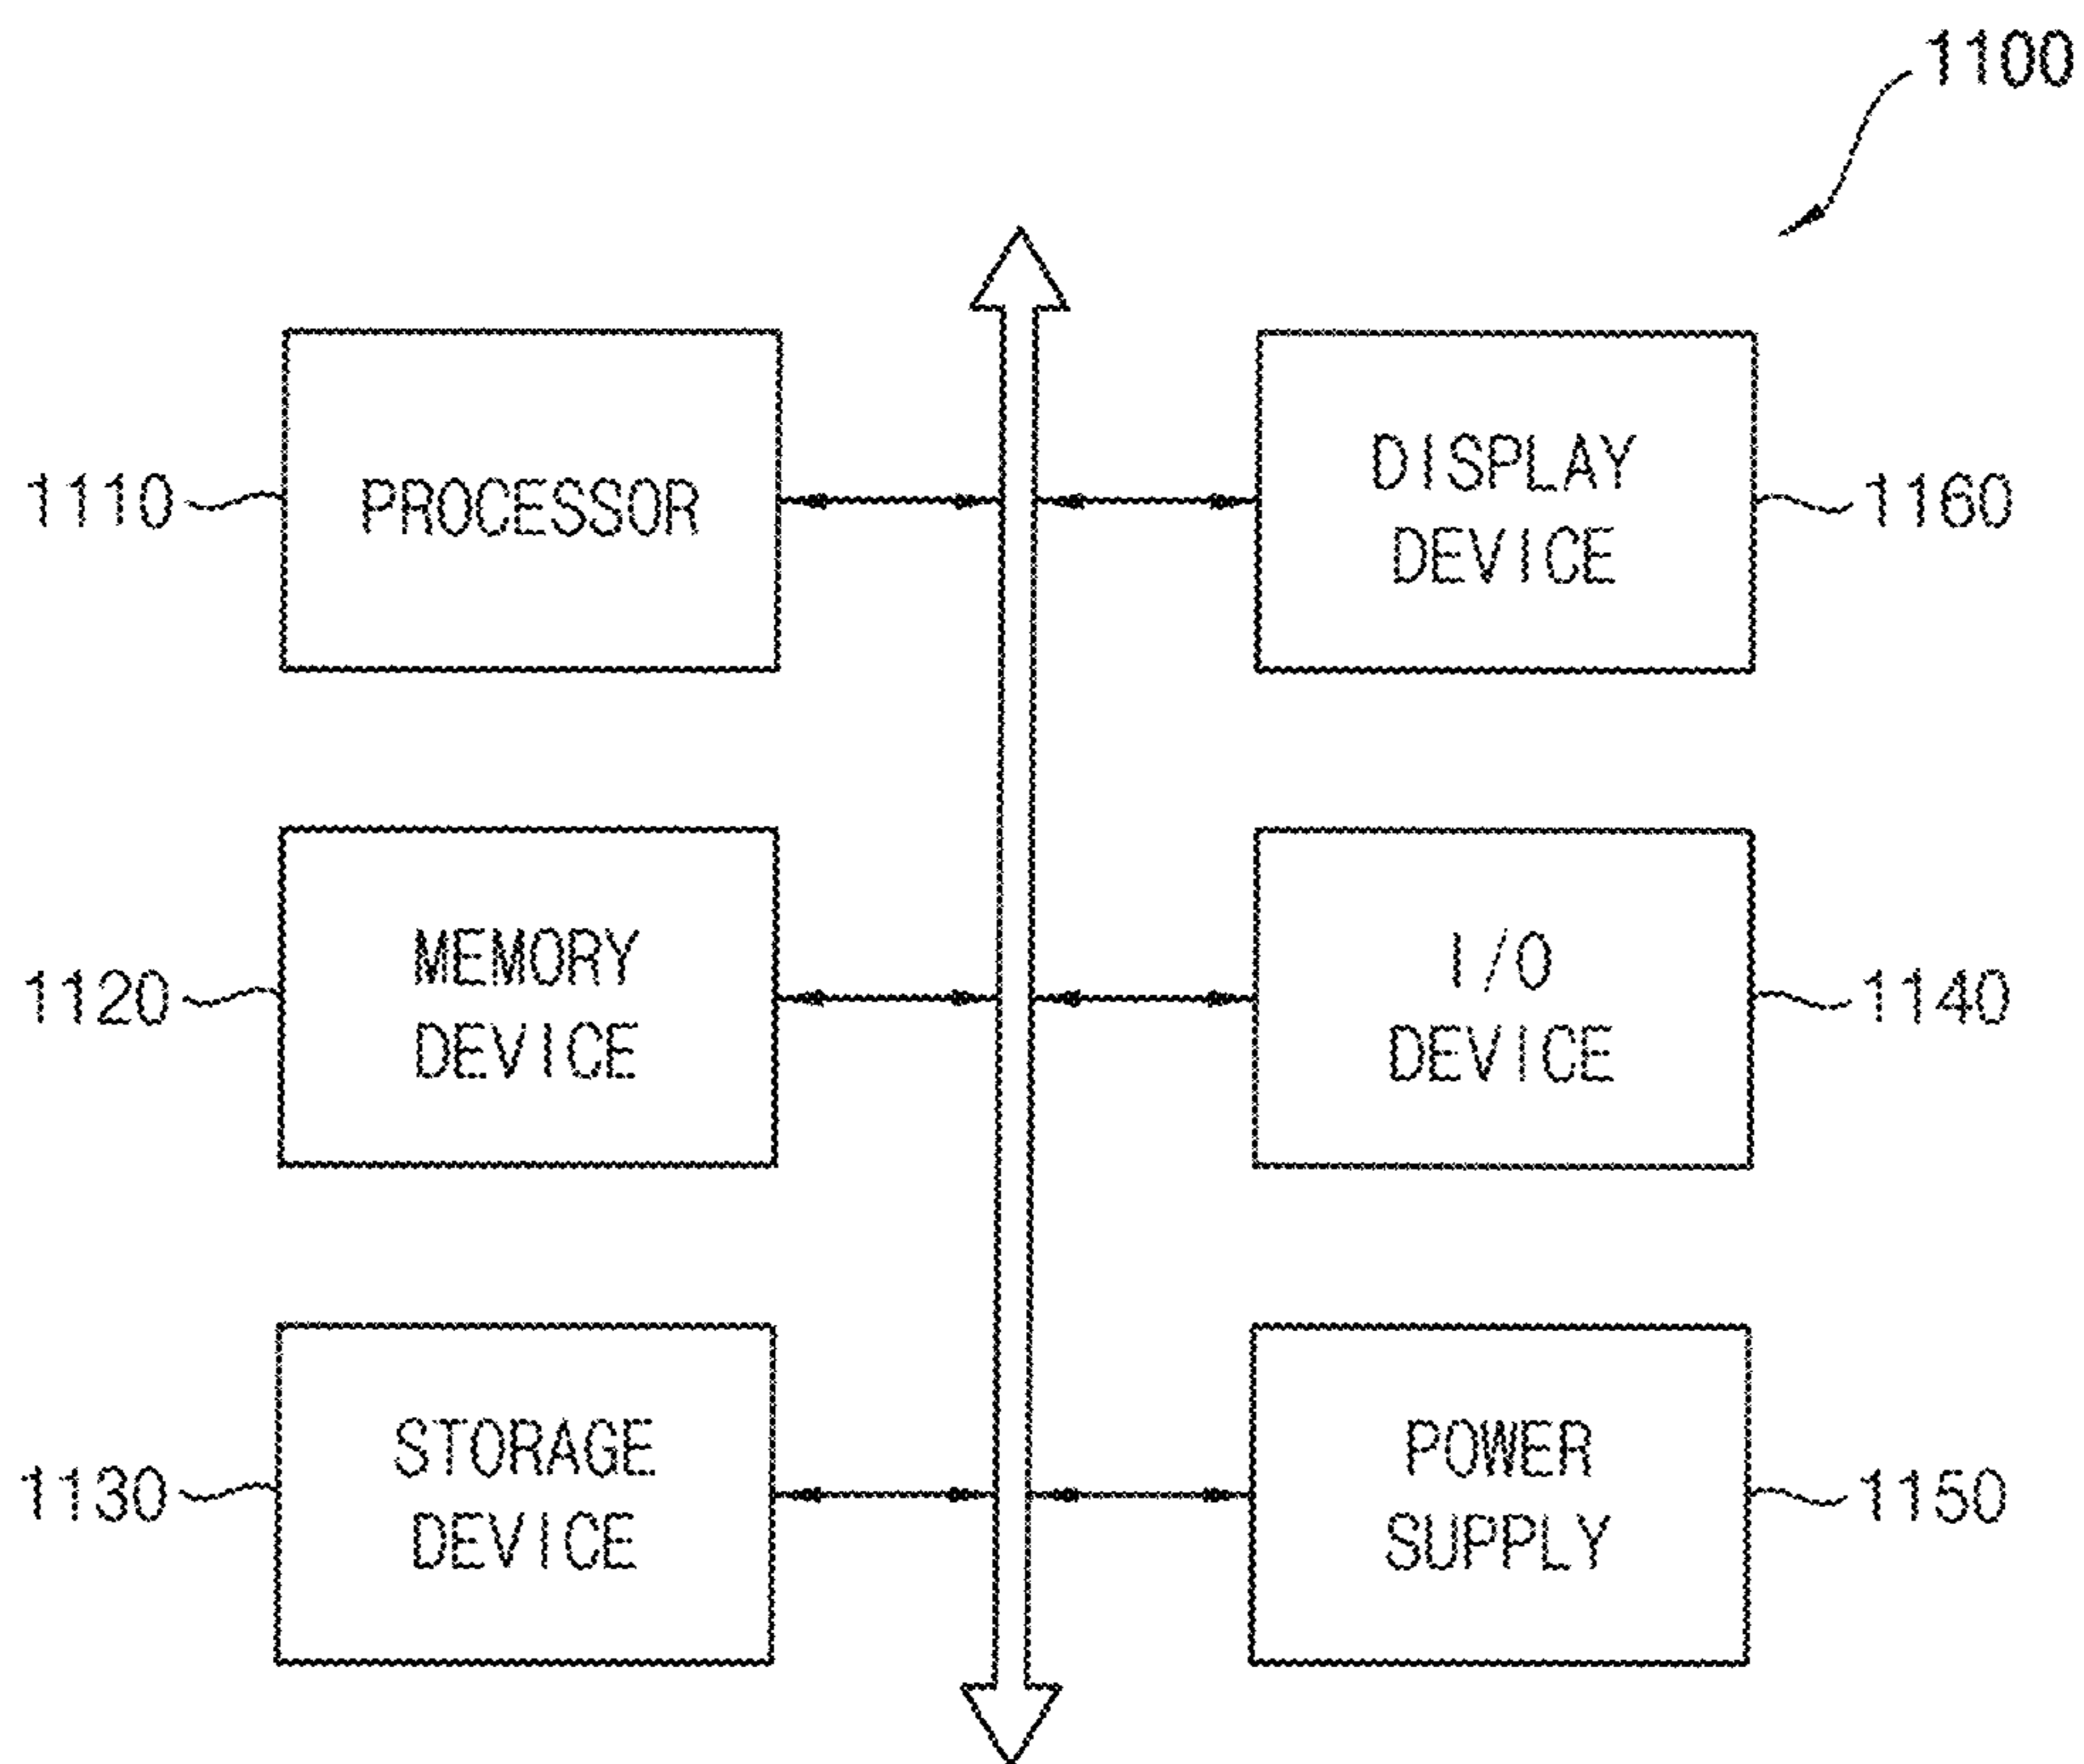 1100
1110
PROCESSOR
DISPLAY
DEVICE
1160
1120
MEMORY
DEVICE
I/O
DEVICE
1140
1130
STORAGE
DEVICE
POWER
SUPPLY
1150